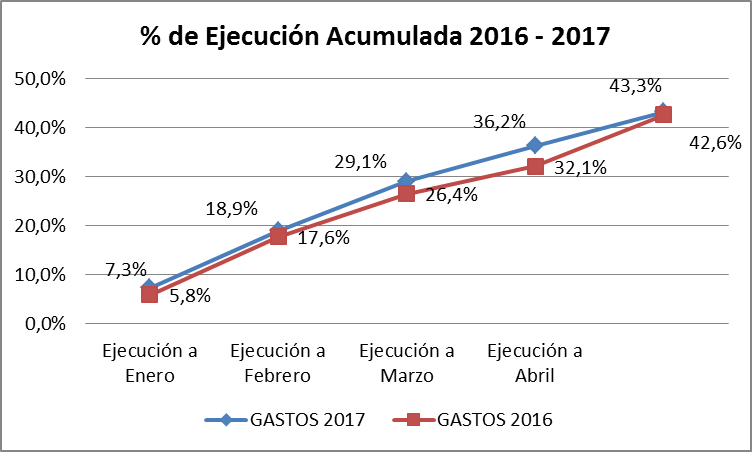 % de Ejecución Acumulada 2016 - 2017
50,0%
40,0%
30,0%
20,0%
10,0%
0,0%
7,3%
18,9%
29,1%
36,2%
43,3%
5,8%
17,6%
26,4%
32,1%
42,6%
Ejecución a
Enero
Ejecución a
Febrero
Ejecución a
Marzo
Ejecución a
Abril
GASTOS 2017
GASTOS 2016